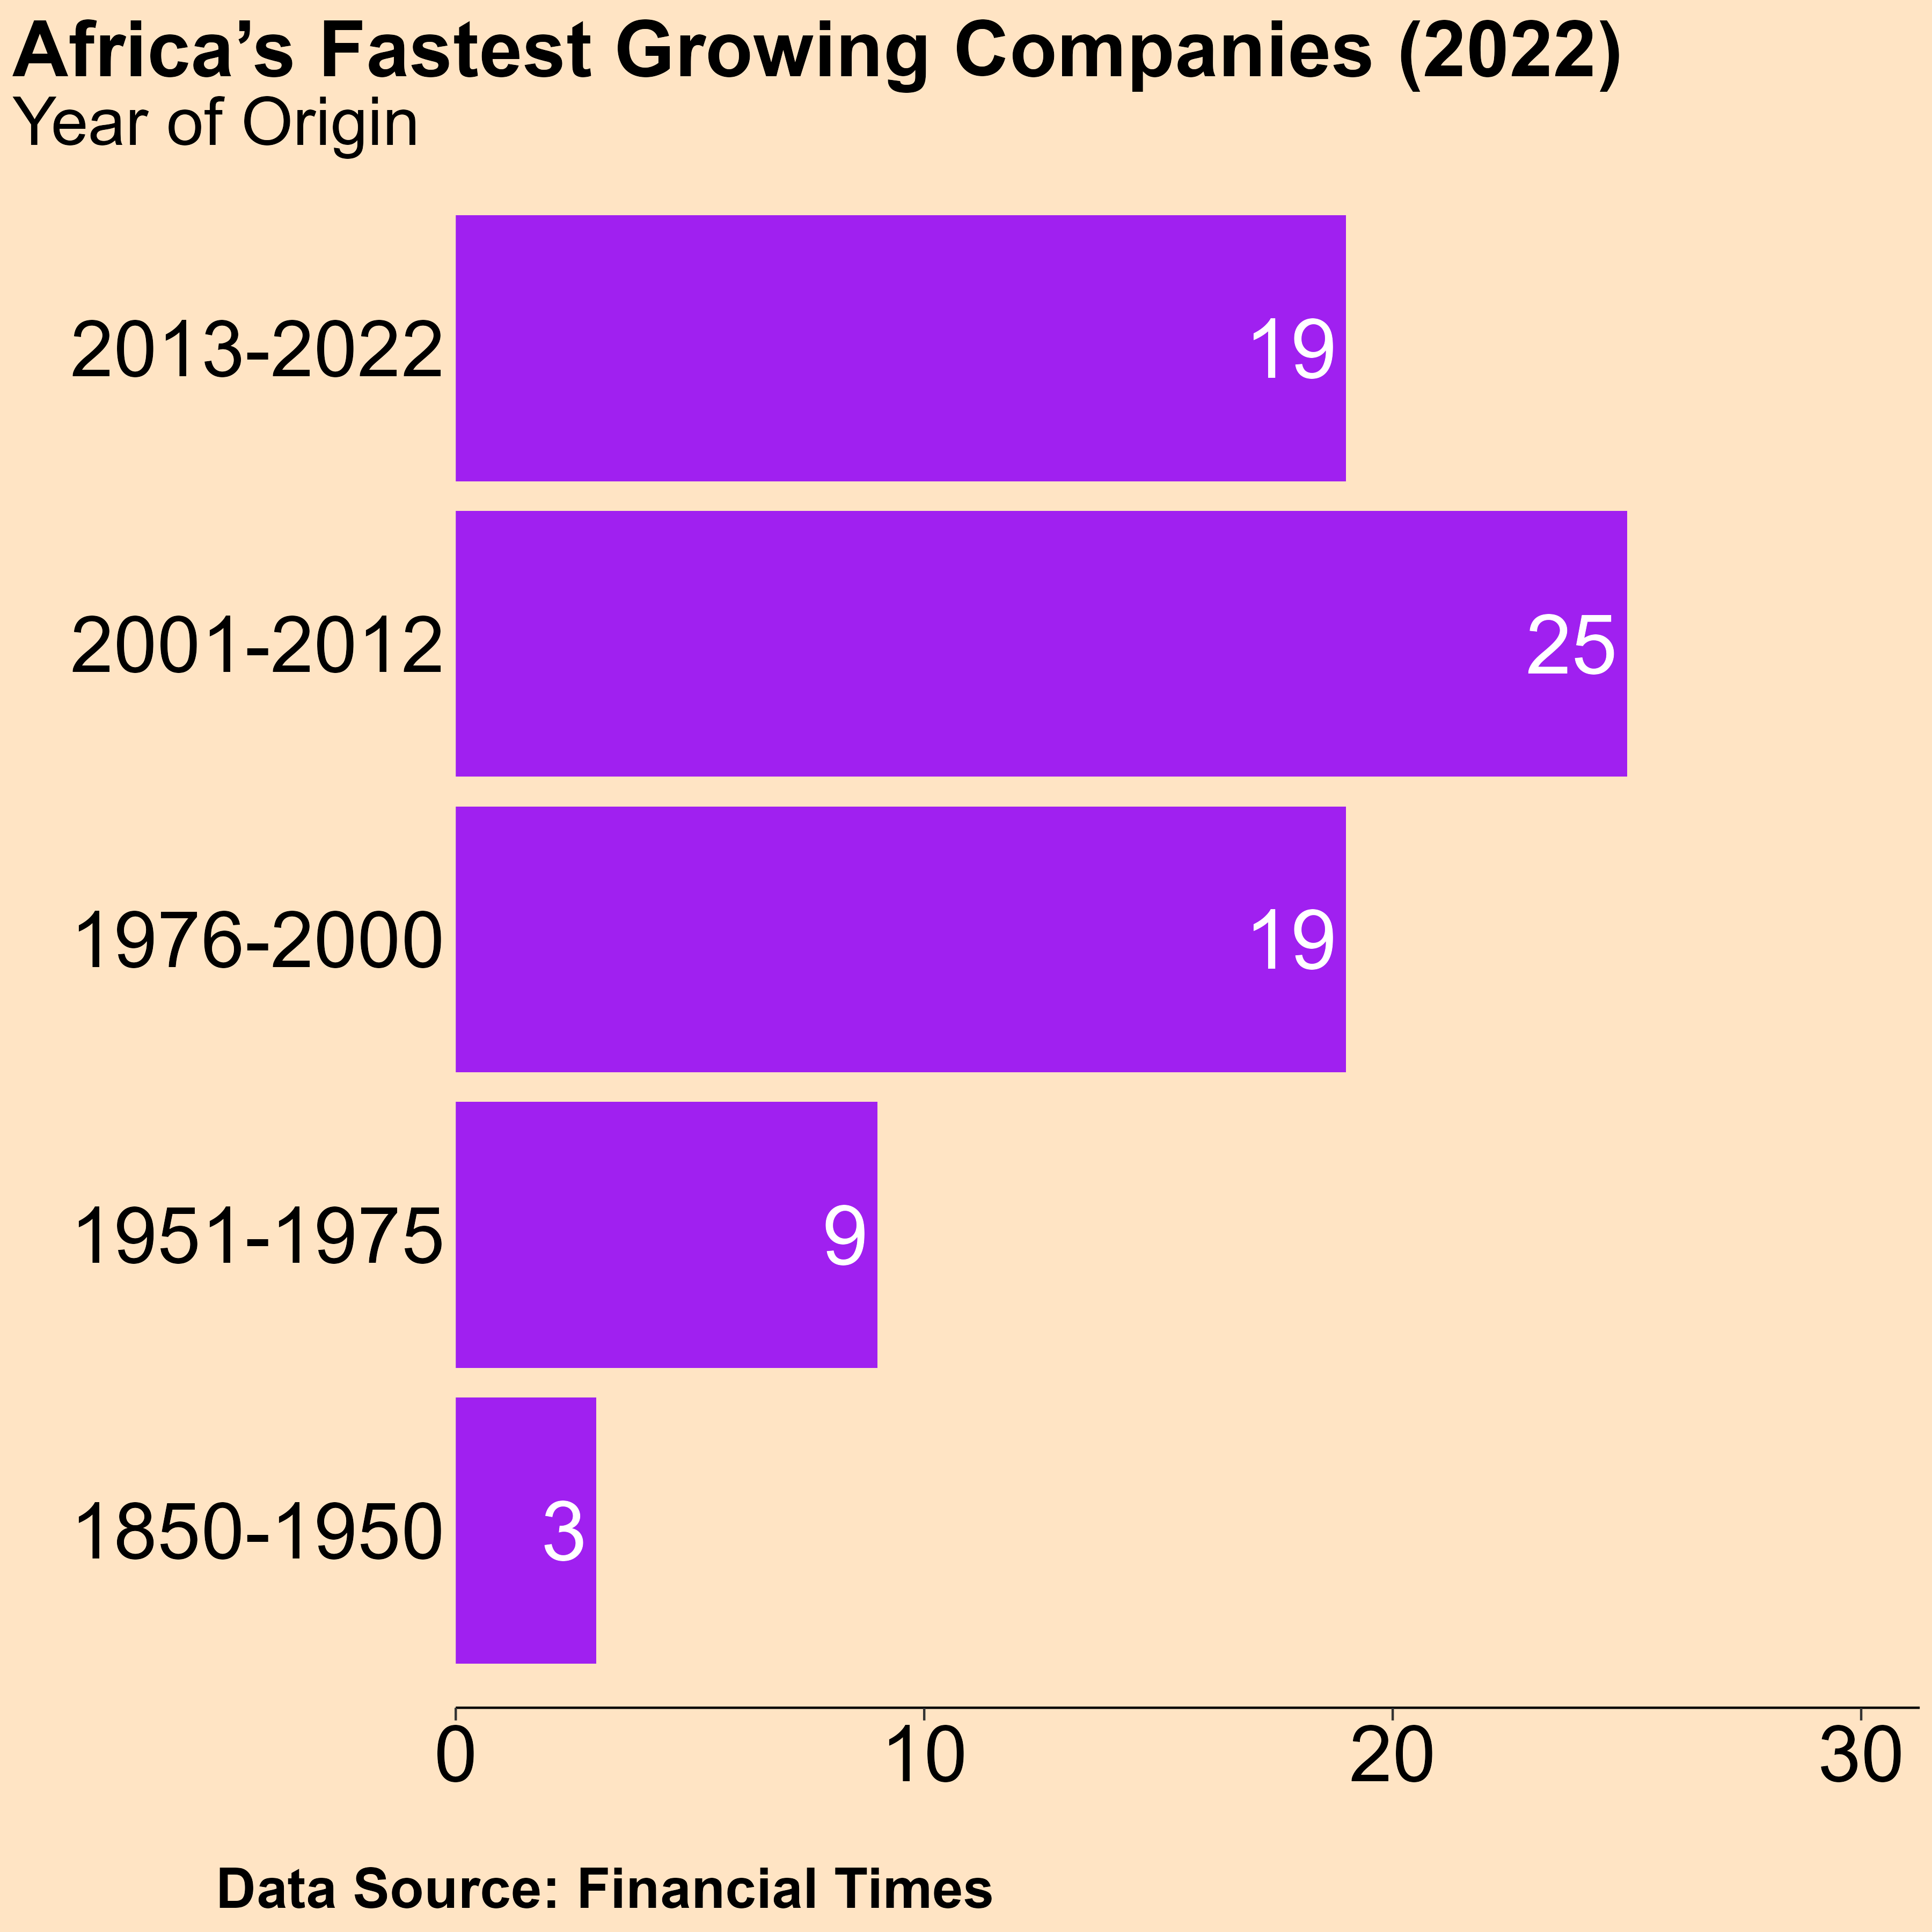 Africa’s Fastest Growing Companies (2022)
Year of Origin
2013-2022
19
2001-2012
25
1976-2000
19
1951-1975
9
1850-1950
3
0 10 20 30
Data Source: Financial Times